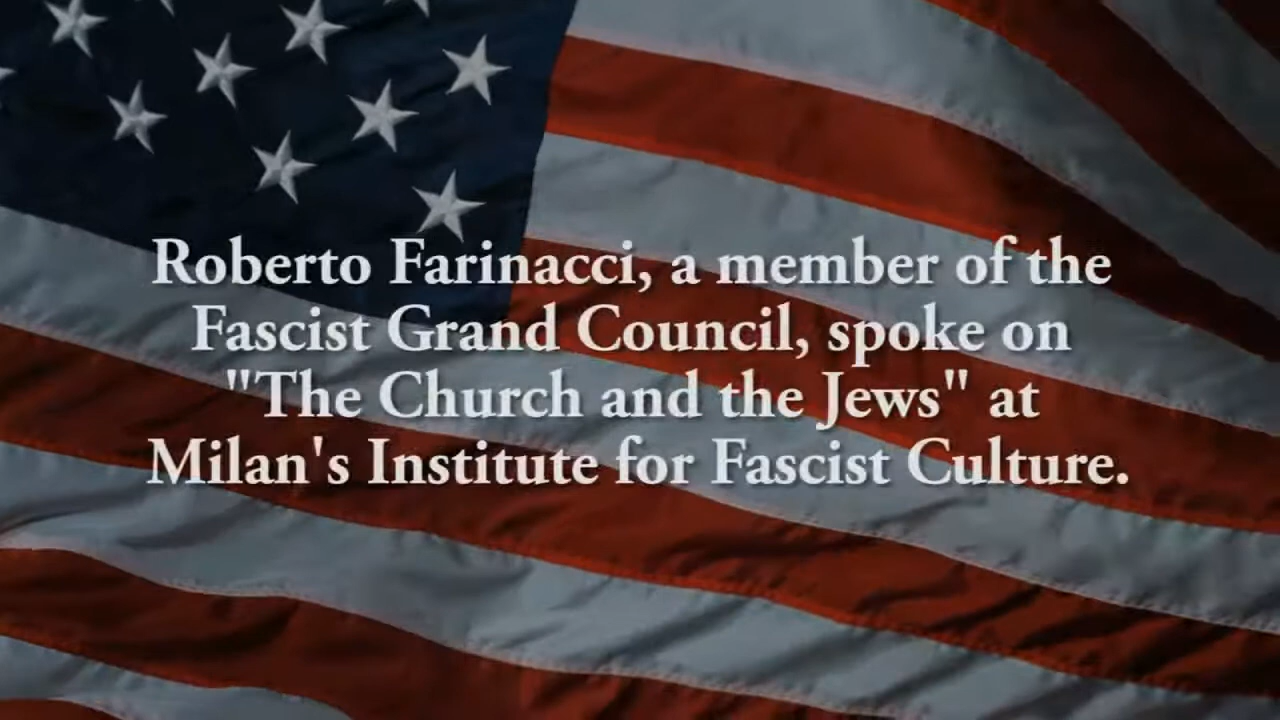 Roberto Farinacci, a member of the
Fascist Grand Council, spoke on
"The Church and the Jews" at
Milan's Institute for Fascist Culture.